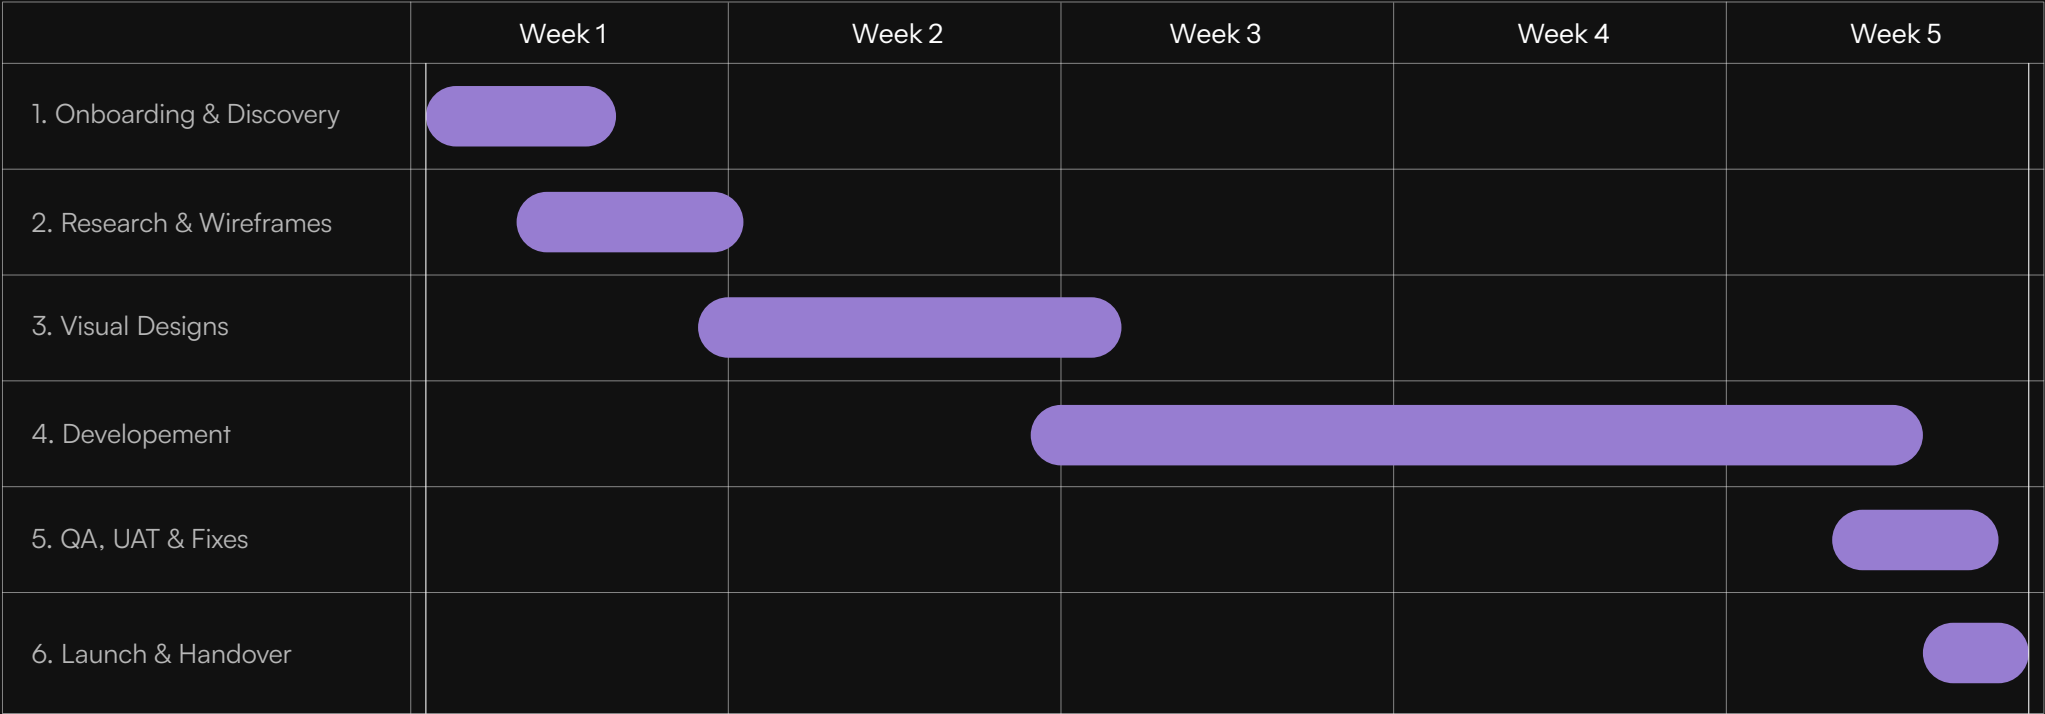 Week 1
Week 2
Week 3
Week 4
Week 5
1. Onboarding & Discovery
2. Research & Wireframes
3. Visual Designs
4. Developement
5. QA, UAT & Fixes
6. Launch & Handover